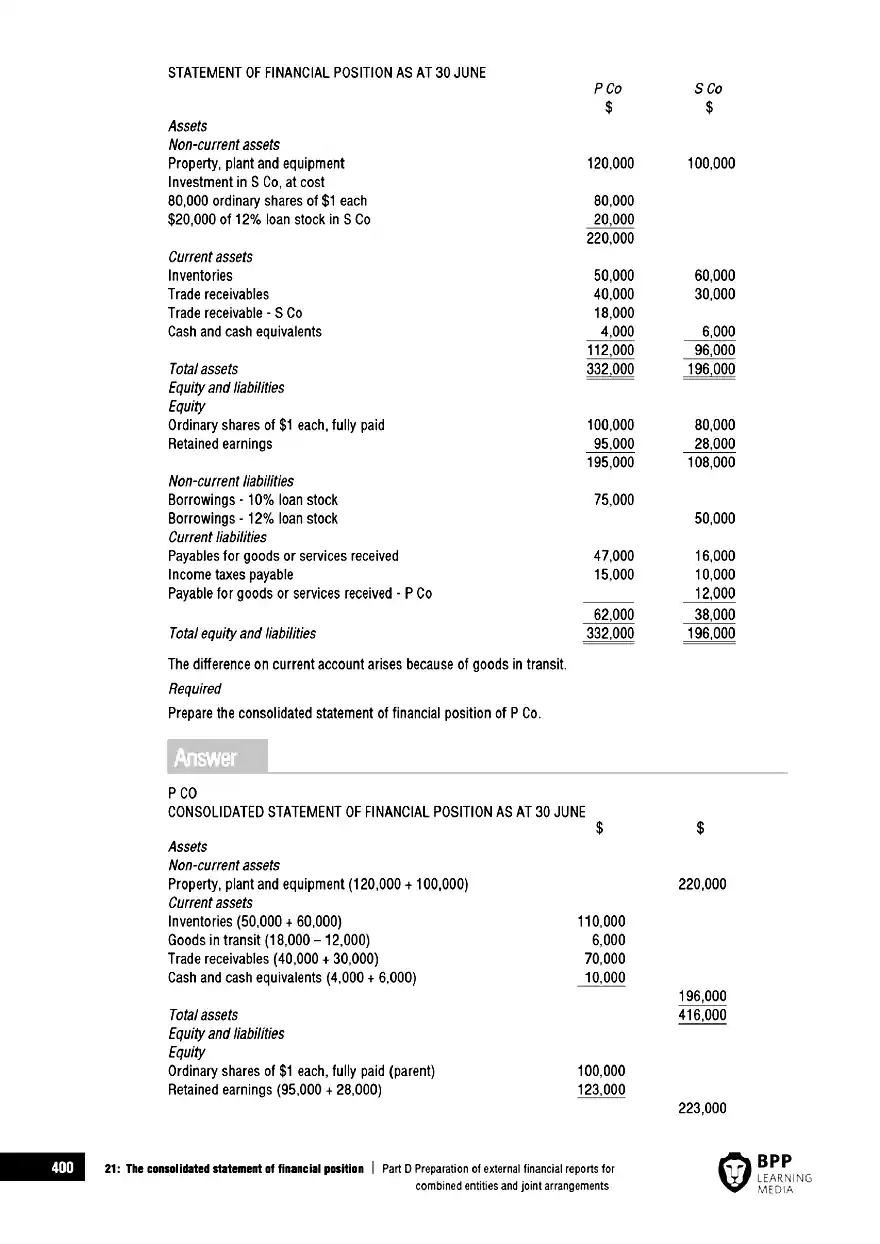 STATEMENT OF FINANCIAL POSITION AS AT 30 JUNE
P Co S Co
$ $
Assets
Non-current assets
Property, plant and equipment 120,000 100,000
Investment in S Co, at cost
80,000 ordinary shares of $1 each 80,000
$20,000 of 12% loan stock in S Co 20,000
220,000
Current assets
Inventories 50,000 60,000
Trade receivables 40,000 30,000
Trade receivable - S Co 18,000
Cash and cash equivalents 4,000 6,000
112,000 96,000
Total assets 332,000 196,000
Equity and liabilities
Equity
Ordinary shares of $1 each, fully paid 100,000 80,000
Retained earnings 95,000 28,000
195,000 108,000
Non-current liabilities
Borrowings - 10% loan stock 75,000
Borrowings - 12% loan stock 50,000
Current liabilities
Payables for goods or services received 47,000 16,000
Income taxes payable 15,000 10,000
Payable for goods or services received - P Co 12,000
62,000 38,000
Total equity and liabilities 332,000 196,000
The difference on current account arises because of goods in transit.
Required
Prepare the consolidated statement of financial position of P Co.
Answer
P CO
CONSOLIDATED STATEMENT OF FINANCIAL POSITION AS AT 30 JUNE
$ $
Assets
Non-current assets
Property, plant and equipment (120,000 + 100,000) 220,000
Current assets
Inventories (50,000 + 60,000) 110,000
Goods in transit (18,000 – 12,000) 6,000
Trade receivables (40,000 + 30,000) 70,000
Cash and cash equivalents (4,000 + 6,000) 10,000
196,000
Total assets 416,000
Equity and liabilities
Equity
Ordinary shares of $1 each, fully paid (parent) 100,000
Retained earnings (95,000 + 28,000) 123,000
223,000
400 21: The consolidated statement of financial position | Part D Preparation of external financial reports for
combined entities and joint arrangements
BPP
LEARNING
MEDIA